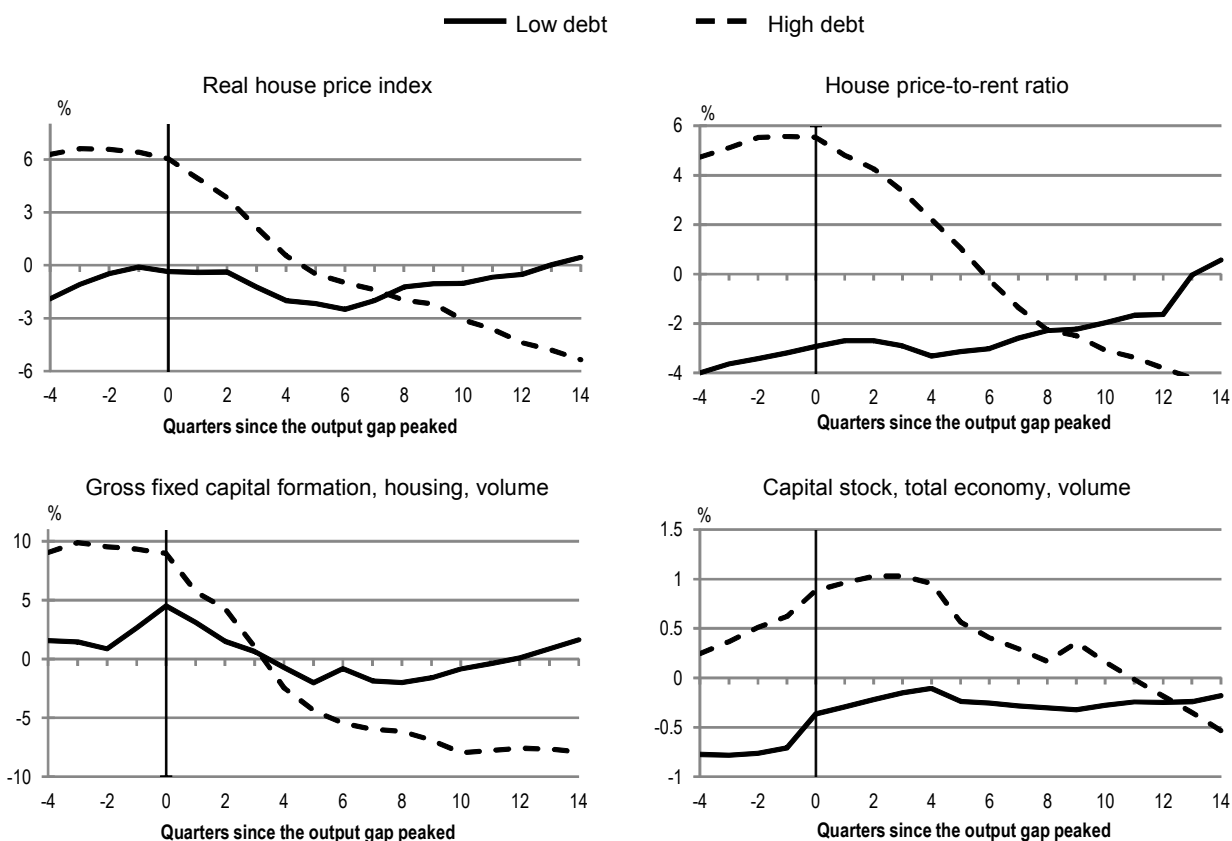 Low debt High debt
Real house price index
%
6
3
0
-3
-6
-4 -2 0 2 4 6 8 10 12 14
Quarters since the output gap peaked
House price-to-rent ratio
%
6
4
2
0
-2
-4
-4 -2 0 2 4 6 8 10 12 14
Quarters since the output gap peaked
Gross fixed capital formation, housing, volume
%
10
5
0
-5
-10
-4 -2 0 2 4 6 8 10 12 14
Quarters since the output gap peaked
Capital stock, total economy, volume
%
1.5
1
0.5
0
-0.5
-1
-4 -2 0 2 4 6 8 10 12 14
Quarters since the output gap peaked